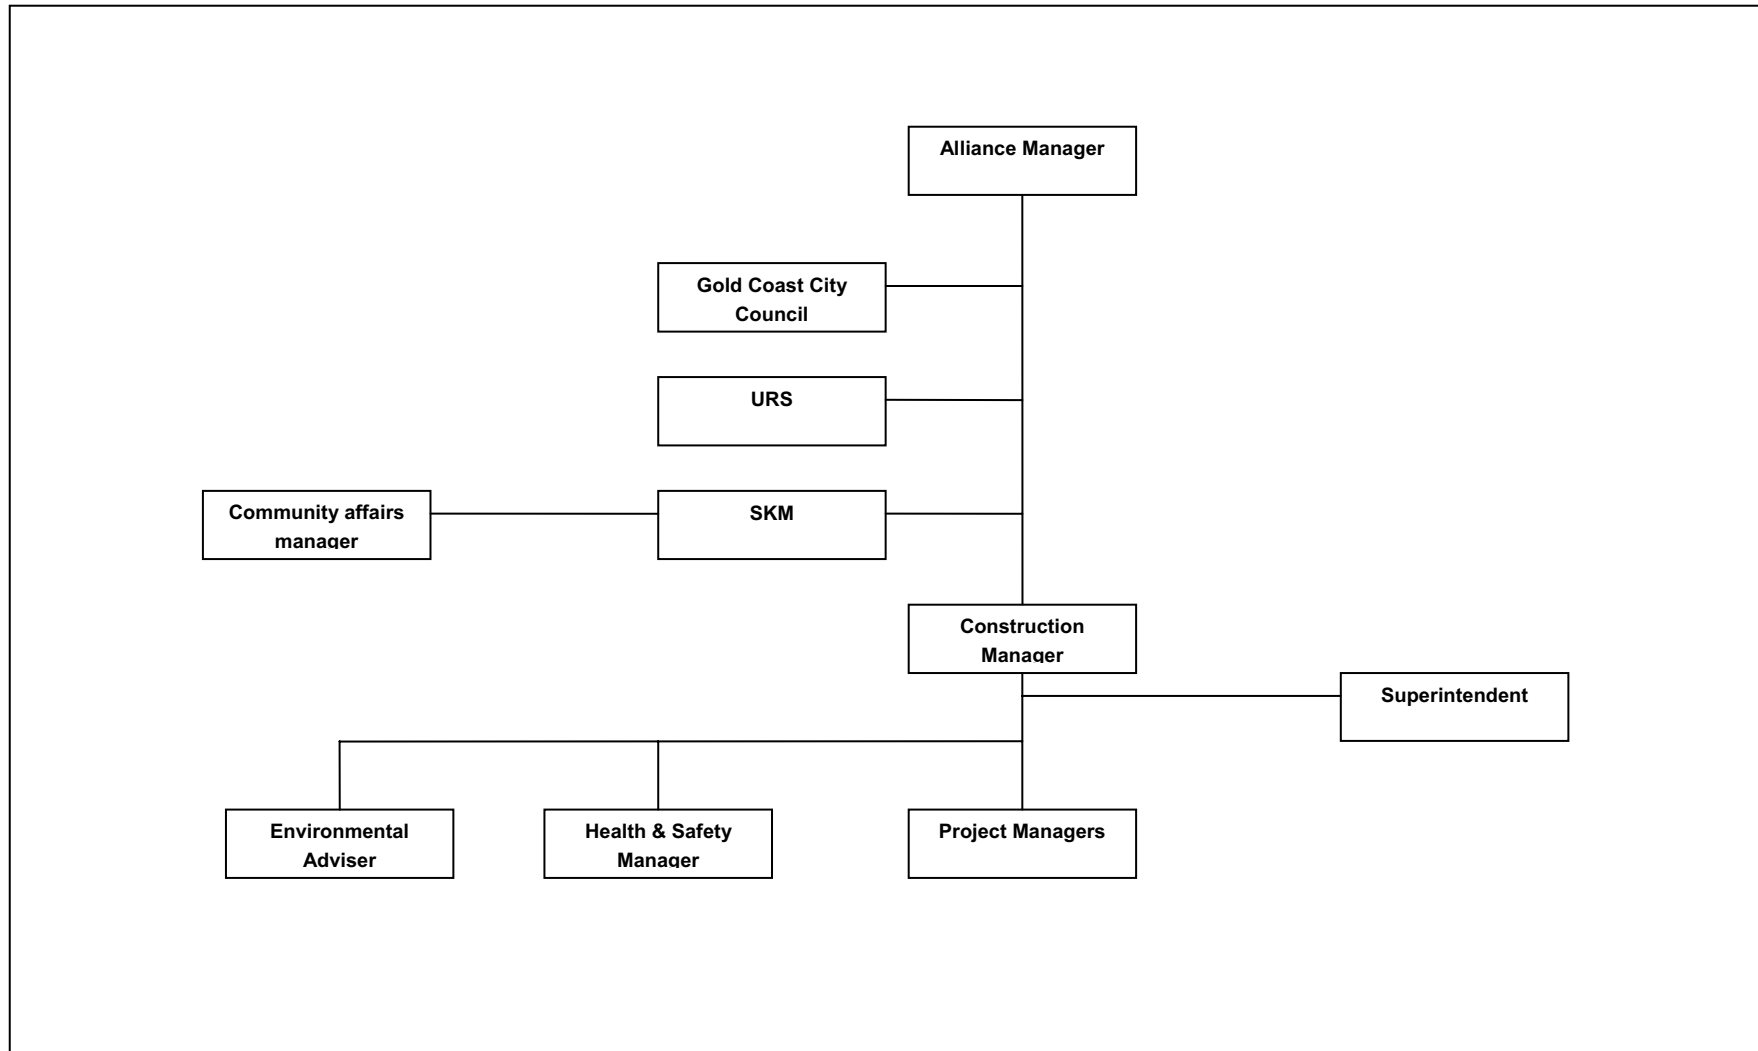 Alliance Manager
Gold Coast City
Council
URS
Community affairs
manager
SKM
Construction
Manager
Superintendent
Environmental
Adviser
Health & Safety
Manager
Project Managers